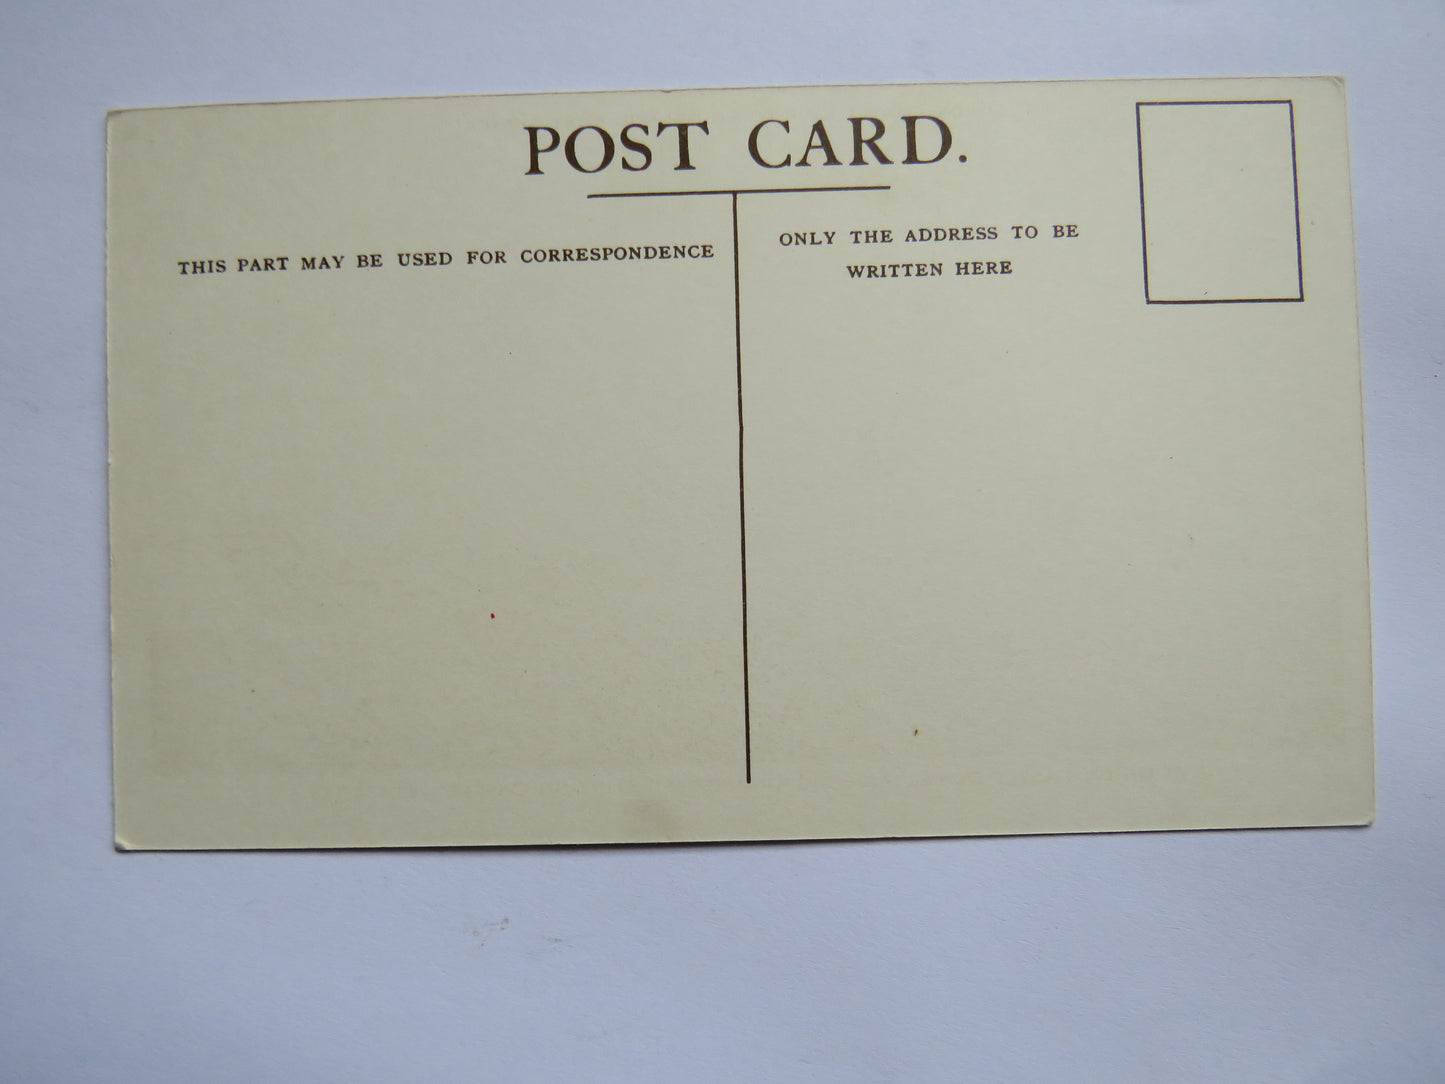 POST CARD.
THIS PART MAY BE USED FOR CORRESPONDENCE
ONLY THE ADDRESS TO BE
WRITTEN HERE